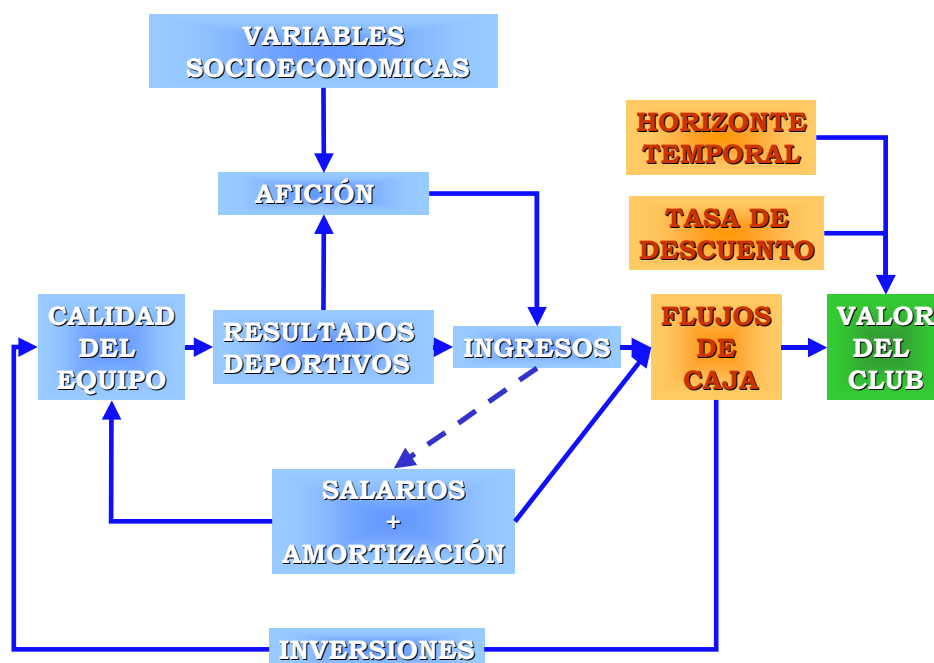 VARIABLES
SOCIOECONOMICAS
HORIZONTE
TEMPORAL
AFICIÓN
TASA DE
DESCUENTO
CALIDAD
DEL
EQUIPO
RESULTADOS
DEPORTIVOS
INGRESOS
FLUJOS
DE
CAJA
VALOR
DEL
CLUB
SALARIOS
+
AMORTIZACIÓN
INVERSIONES